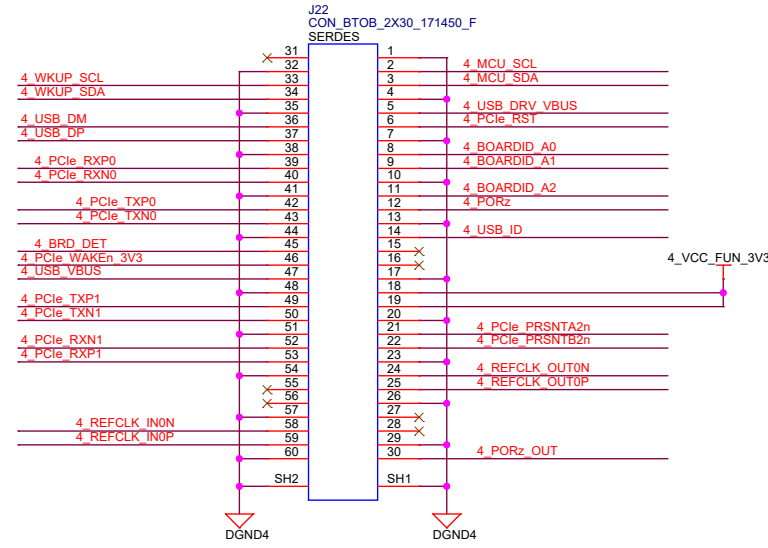 J22
CON_BTOB_2X30_171450_F
SERDES
31 1
32 2 4_MCU_SCL
4_WKUP_SCL 33 3 4_MCU_SDA
4_WKUP_SDA 34 4
35 5 4_USB_DRV_VBUS
4_USB_DM 36 6 4_PCIe_RST
4_USB_DP 37 7
38 8 4_BOARDID_A0
4_PCIe_RXP0 39 9 4_BOARDID_A1
4_PCIe_RXN0 40 10
41 11 4_BOARDID_A2
4_PCIe_TXP0 42 12 4_PORz
4_PCIe_TXN0 43 13
44 14 4_USB_ID
4_BRD_DET 45 15
4_PCIe_WAKEn_3V3 46 16 4_VCC_FUN_3V3
4_USB_VBUS 47 17
48 18
4_PCIe_TXP1 49 19
4_PCIe_TXN1 50 20
51 21 4_PCIe_PRSNTA2n
4_PCIe_RXN1 52 22 4_PCIe_PRSNTB2n
4_PCIe_RXP1 53 23
54 24 4_REFCLK_OUT0N
55 25 4_REFCLK_OUT0P
56 26
57 27
4_REFCLK_IN0N 58 28
4_REFCLK_IN0P 59 29
60 30 4_PORz_OUT
SH2 SH1
DGND4 DGND4